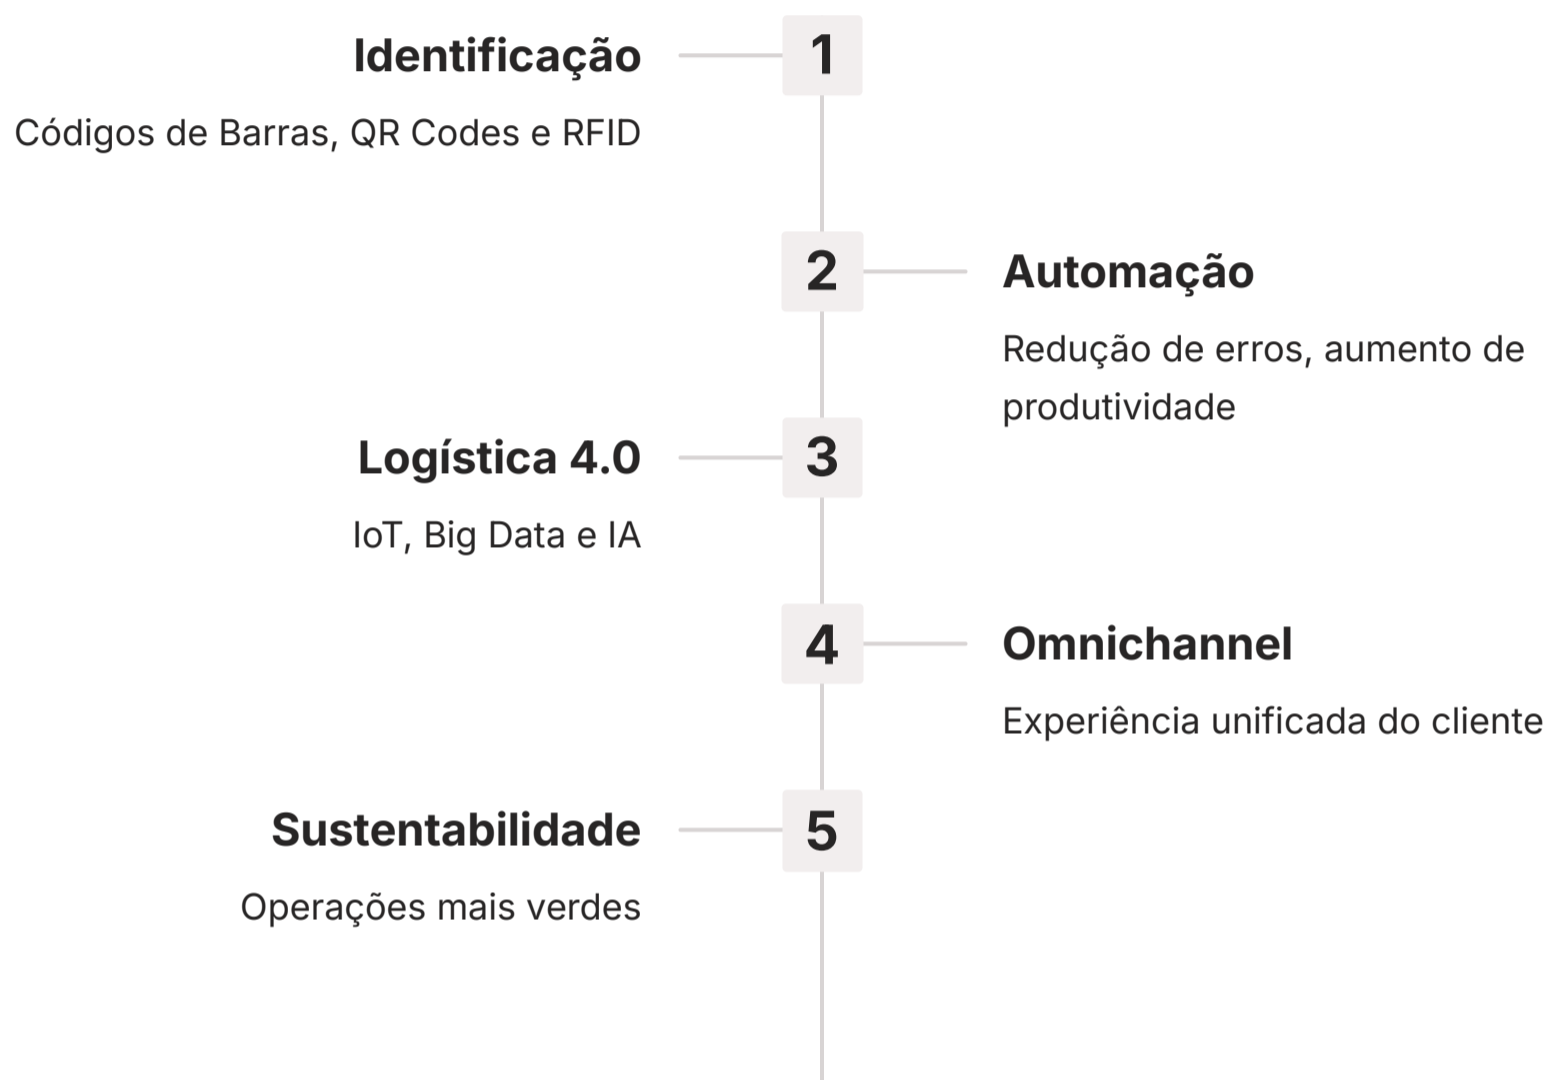 Identificação
1
Códigos de Barras, QR Codes e RFID
2
Automação
Redução de erros, aumento de
produtividade
Logística 4.0
3
IoT, Big Data e IA
4
Omnichannel
Experiência unificada do cliente
Sustentabilidade
5
Operações mais verdes